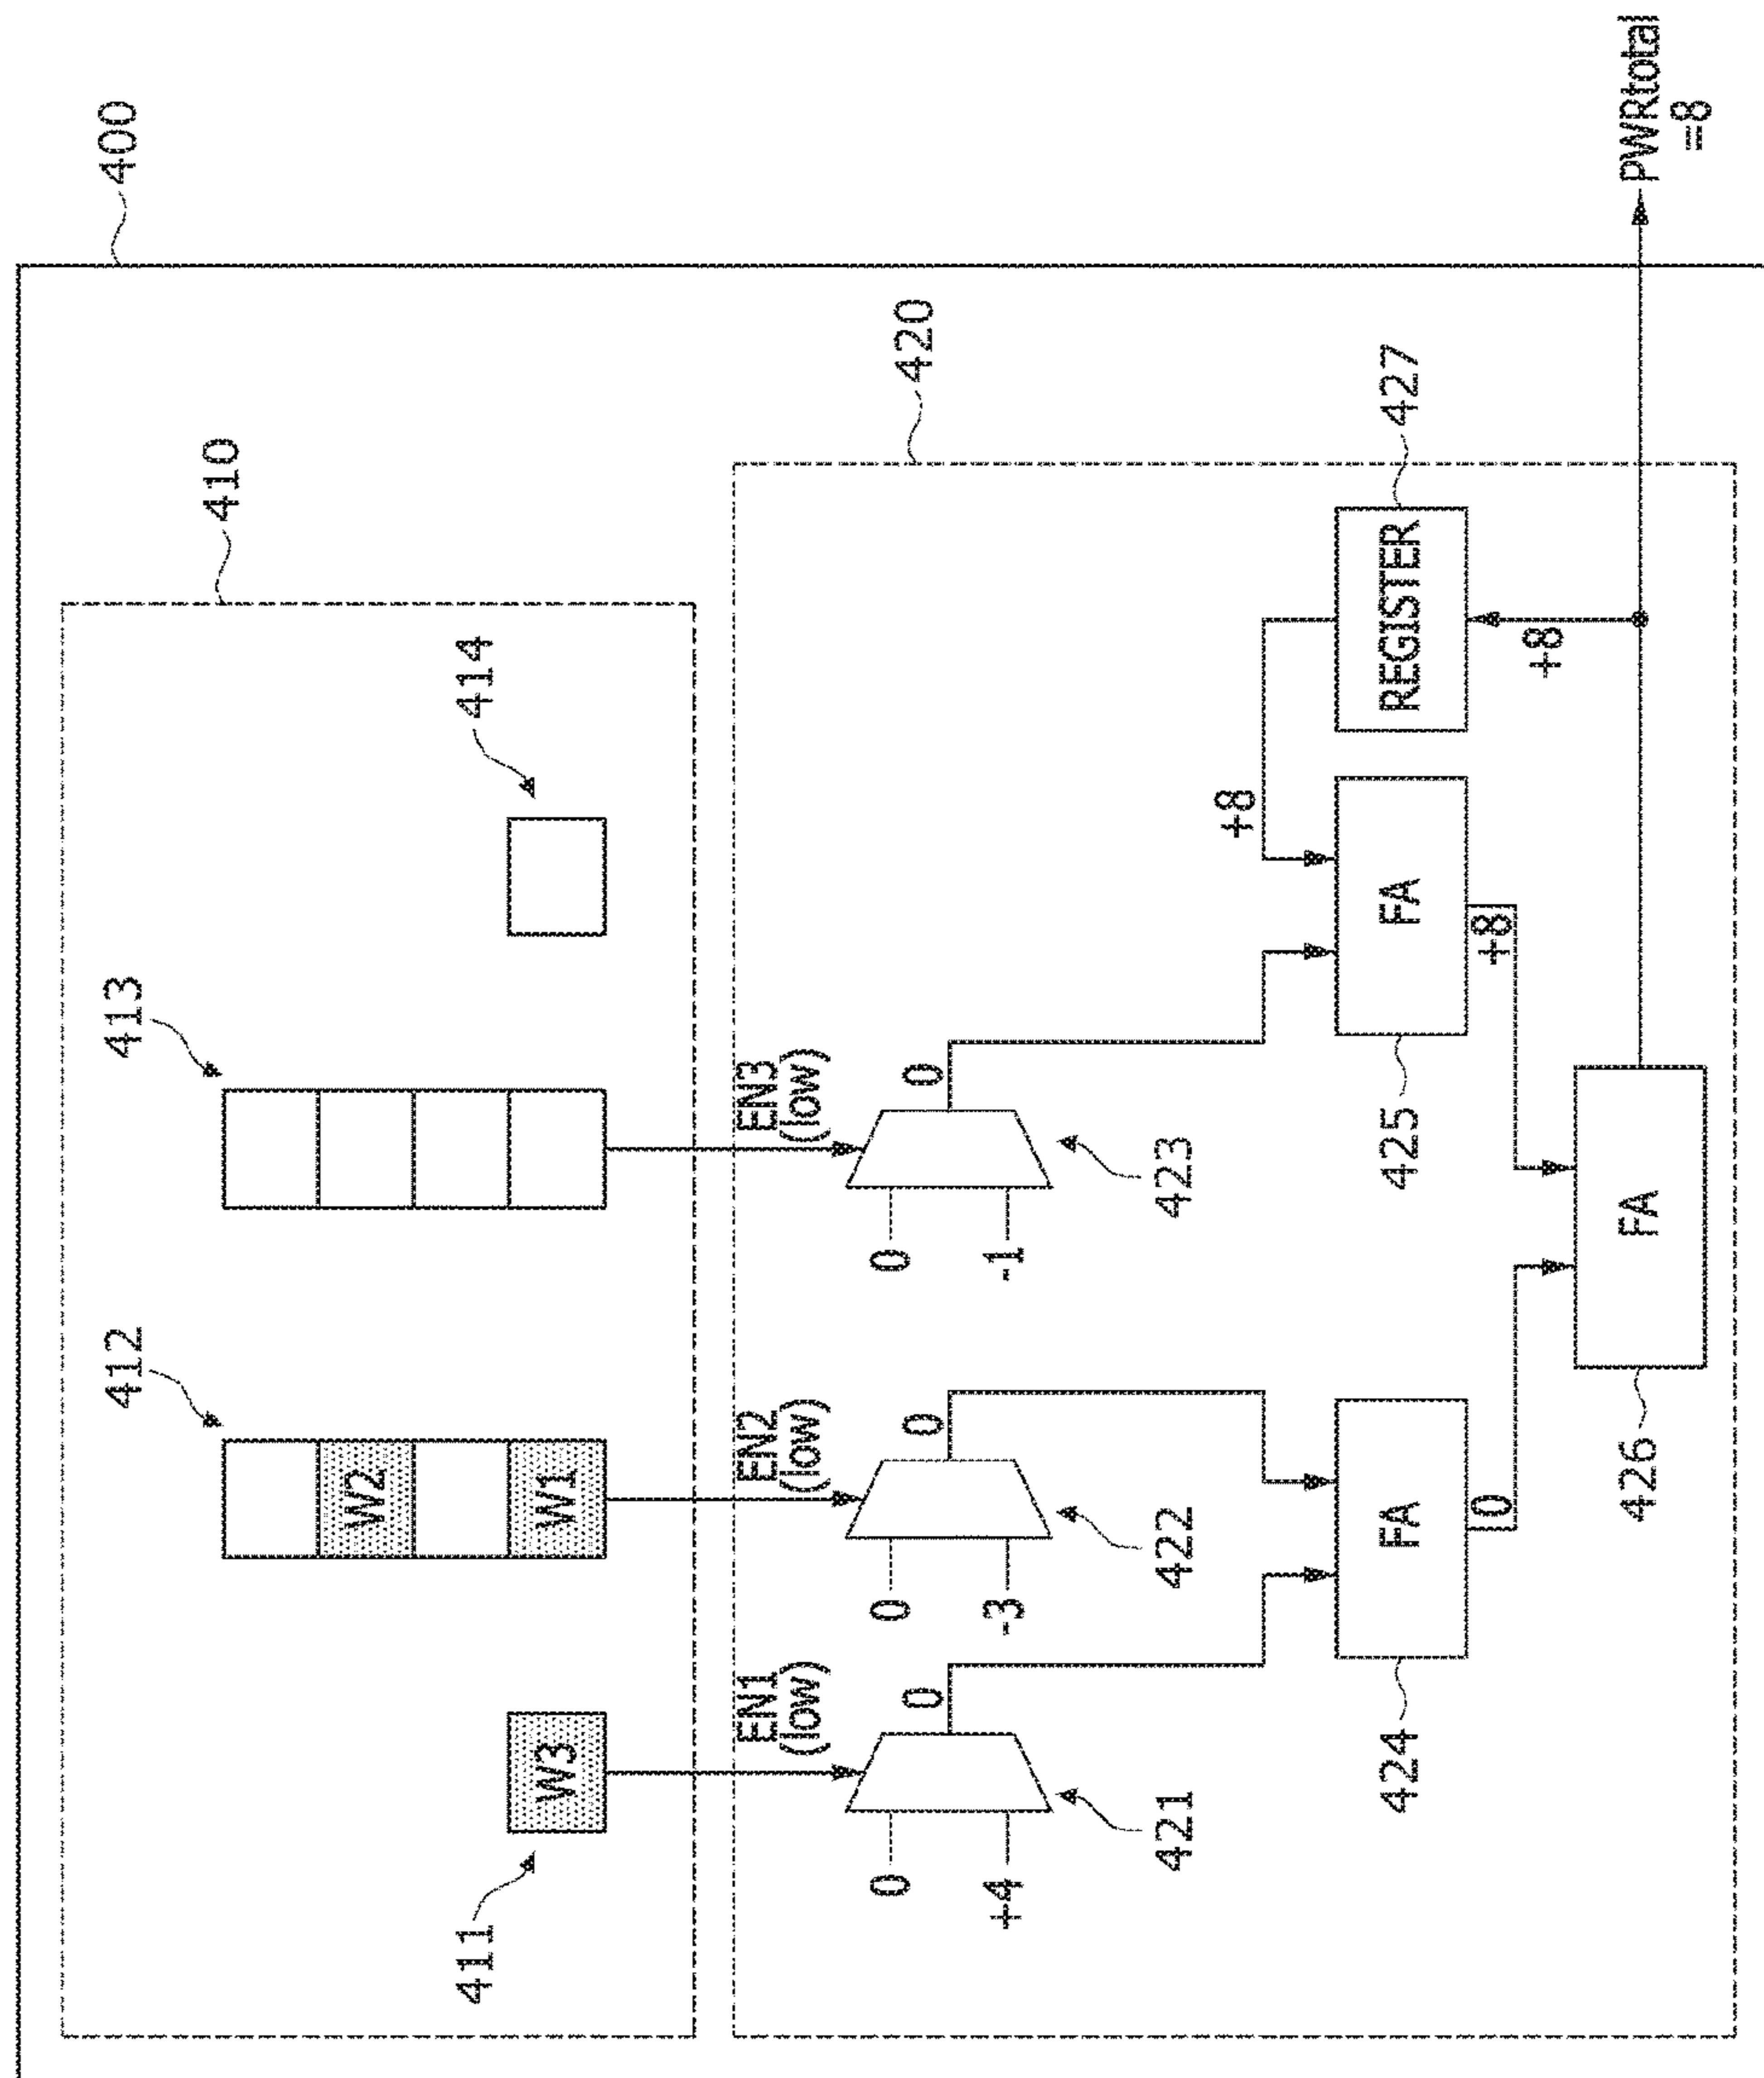 400
410
411
W3
412
W2
W1
413
414
420
EN1
(low)
EN2
(low)
EN3
(low)
0
+4
0
421
0
-3
0
422
0
-1
0
423
+8
FA
424
0
FA
425
+8
REGISTER
427
+8
FA
426
PWRtotal
=8